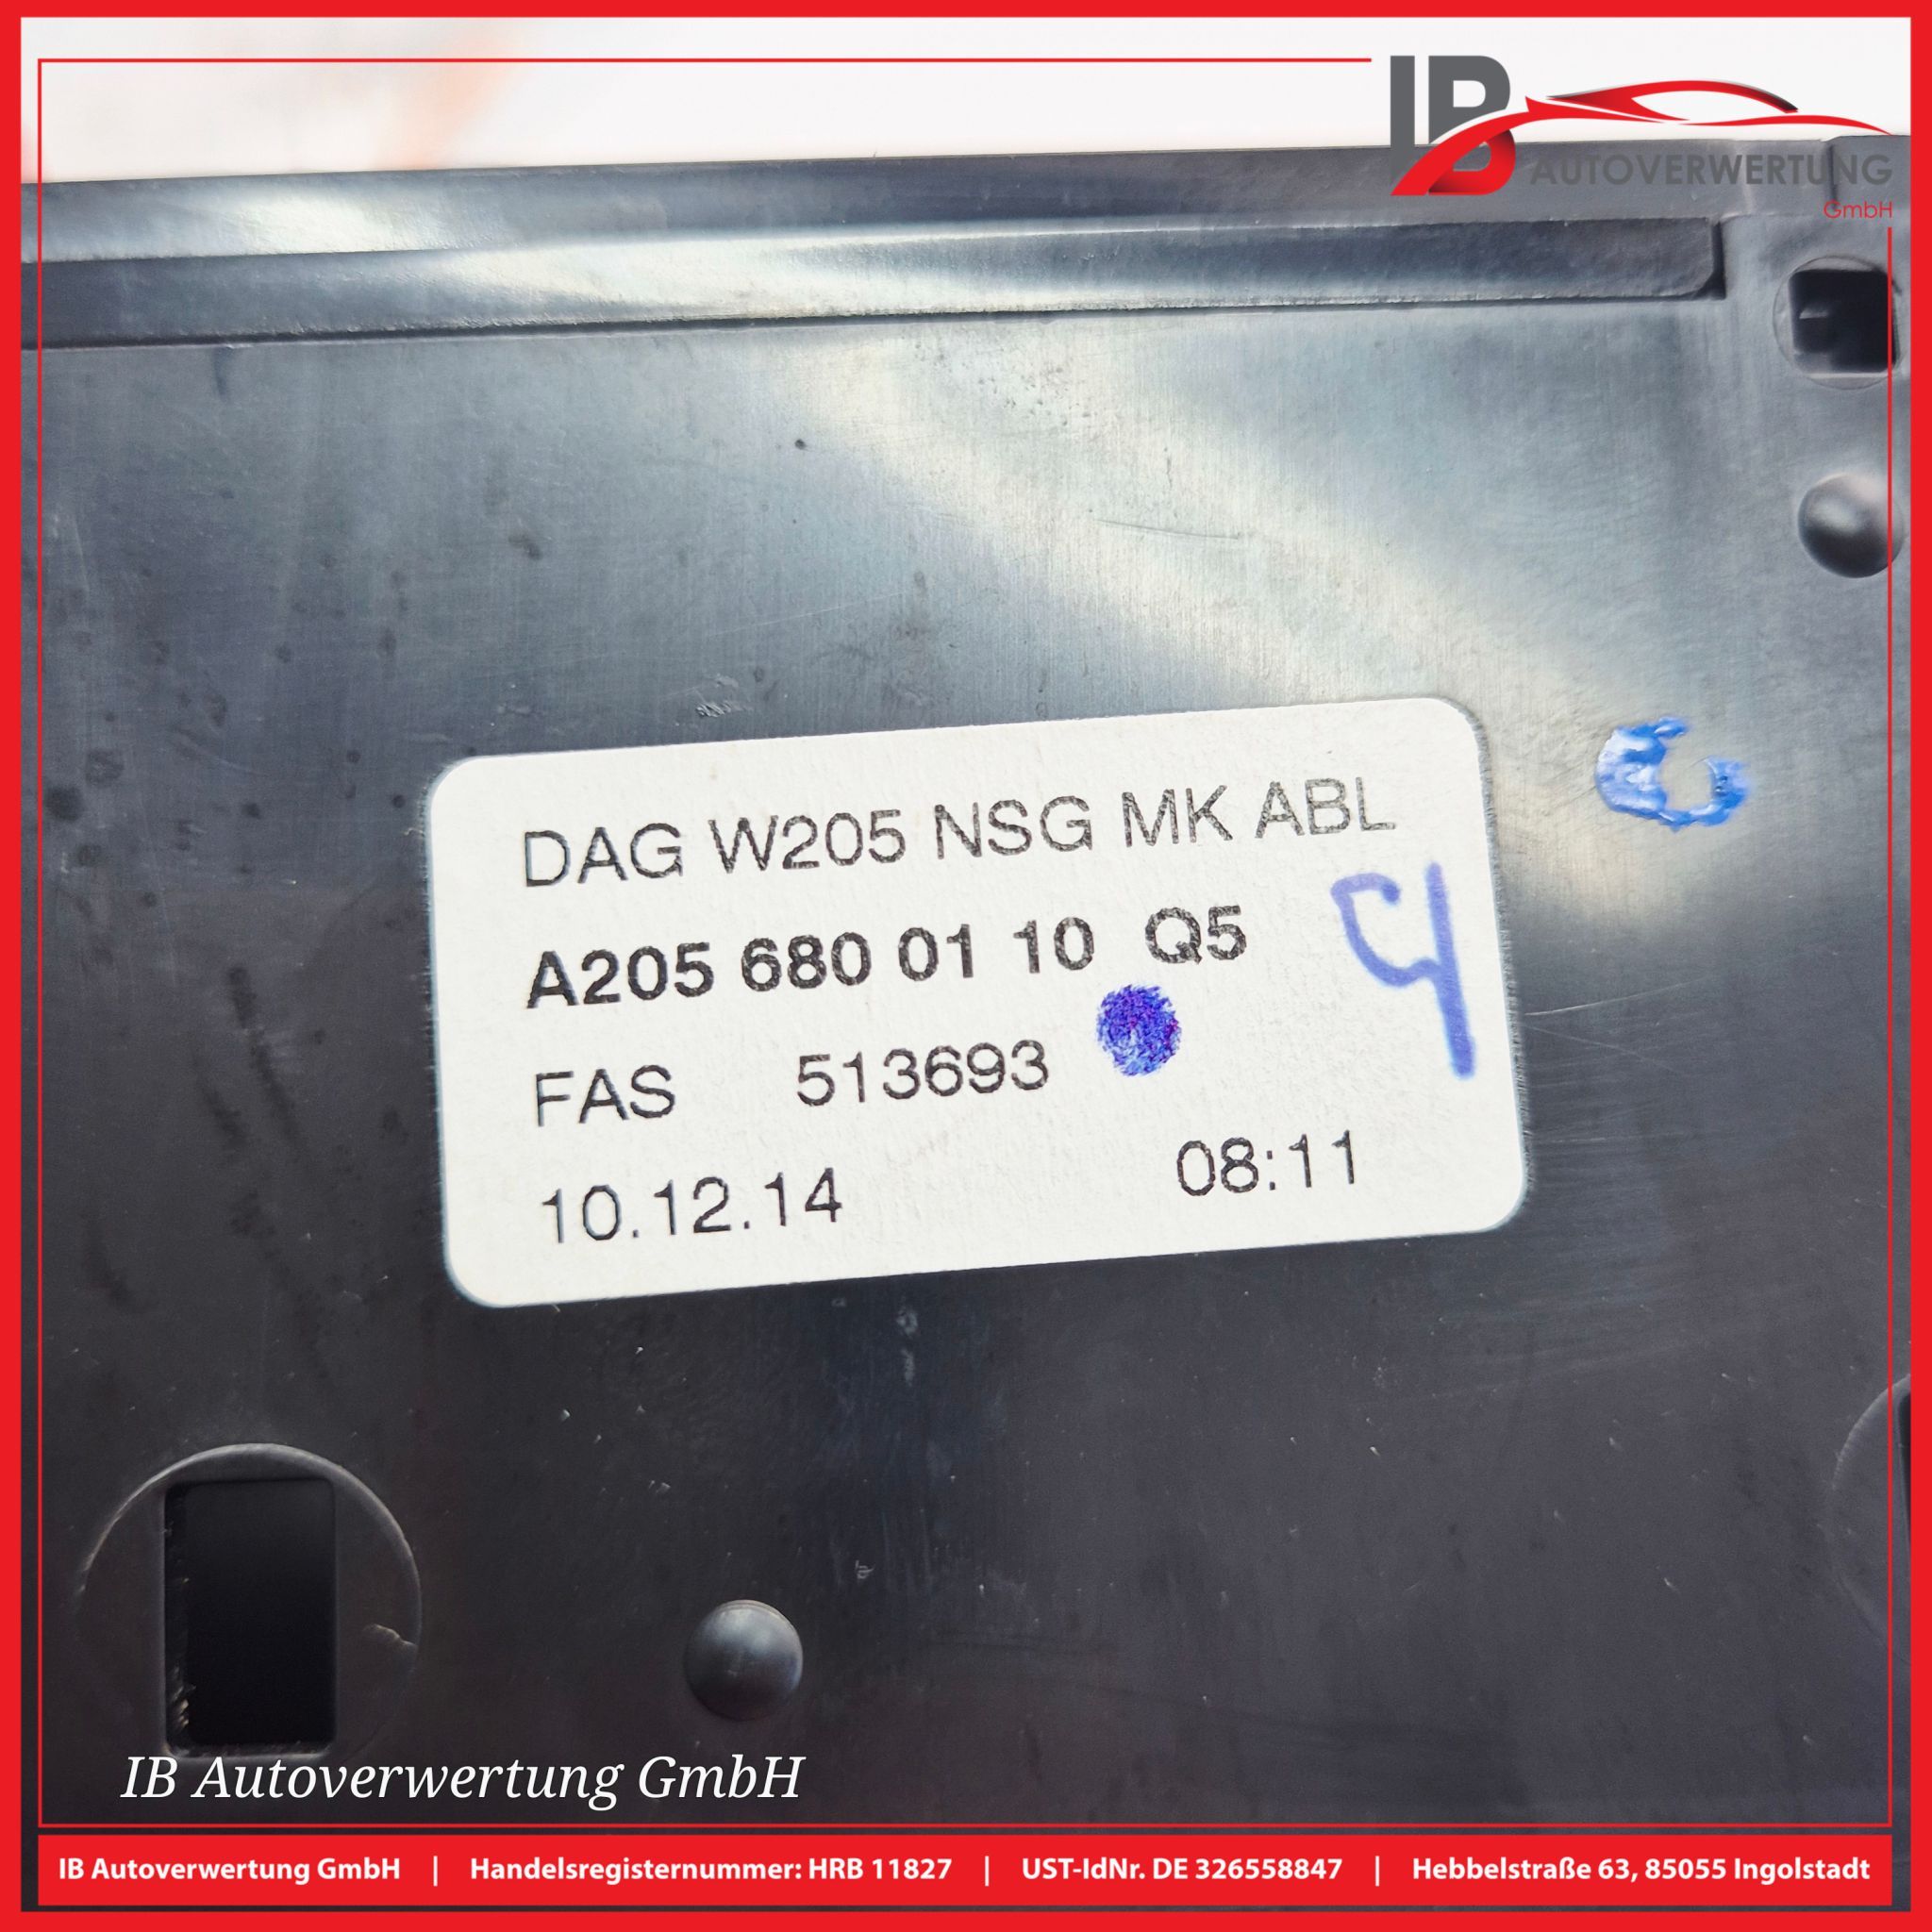 IB
AUTOVERWERTUNG
GmbH
DAG W205 NSG MK ABL
A205 680 01 10 Q5
FAS 513693
10.12.14 08:11
IB Autoverwertung GmbH
IB Autoverwertung GmbH | Handelsregisternummer: HRB 11827 | UST-IdNr. DE 326558847 | Hebbelstraße 63, 85055 Ingolstadt